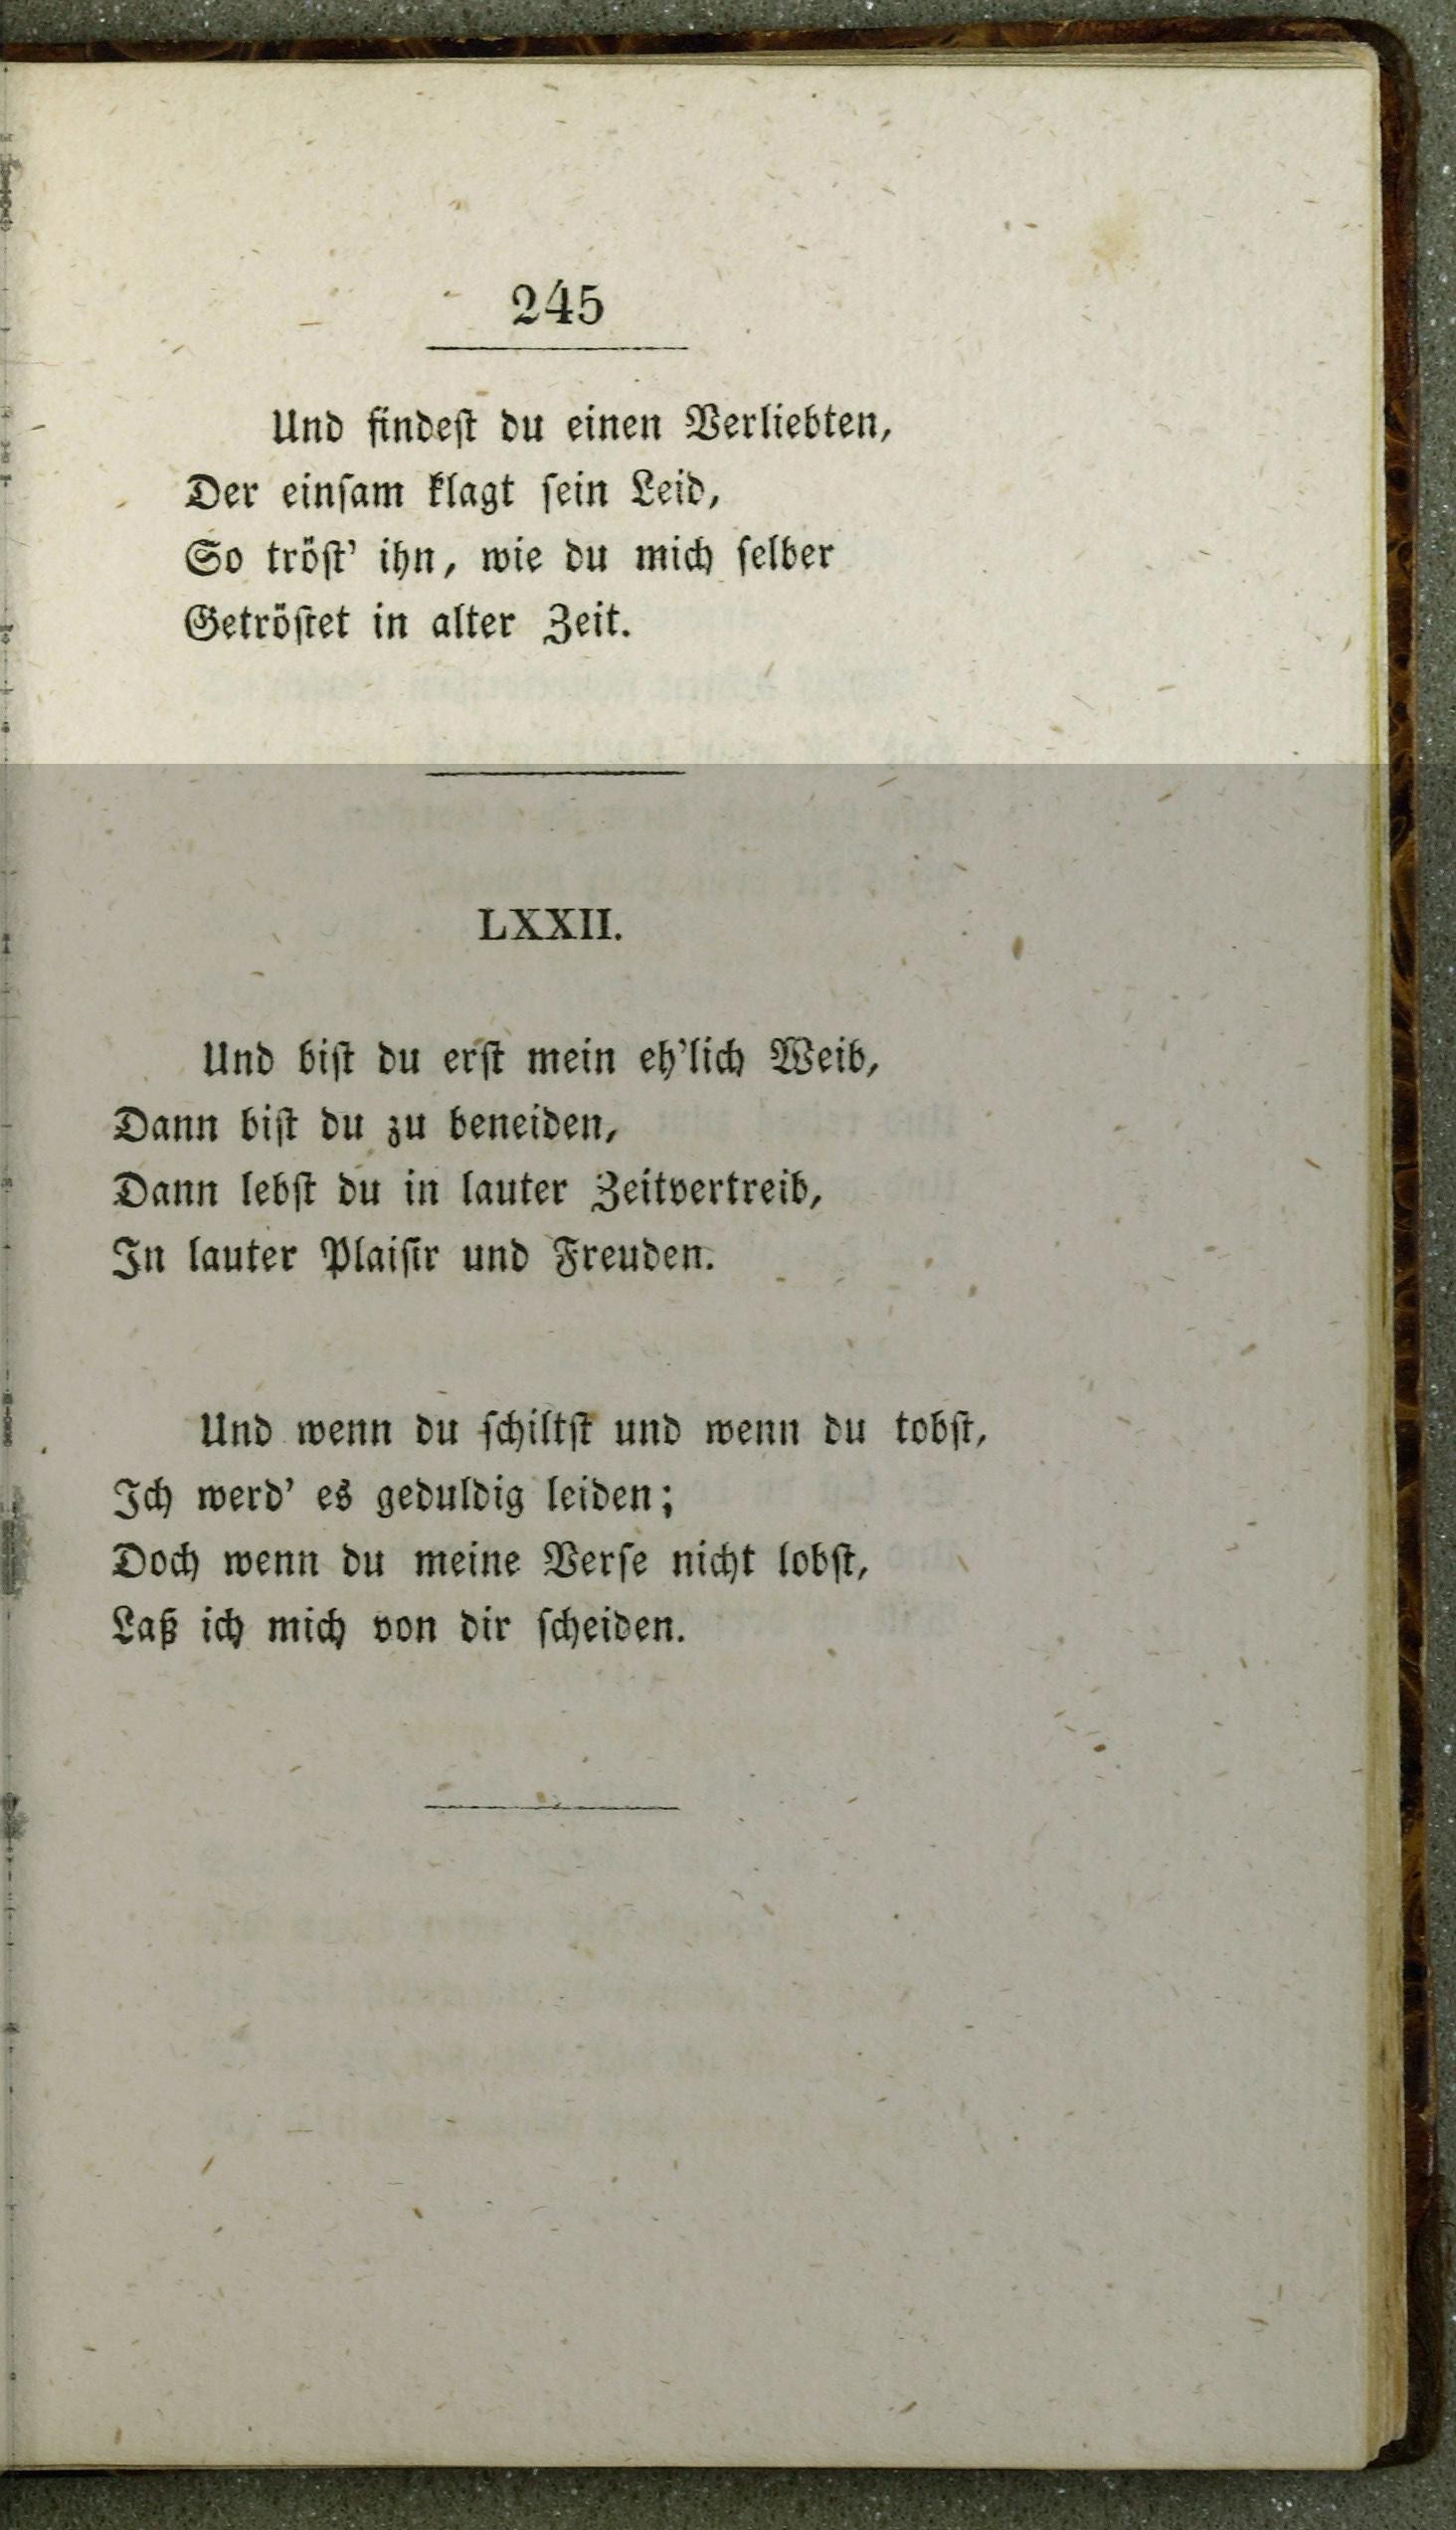 245
Und findeſt du einen Verliebten,
Der einſam klagt ſein Leid,
So tröſt’ ihn, wie du mich ſelber
Getröſtet in alter Zeit.
LXXII.
Und biſt du erſt mein eh’lich Weib,
Dann biſt du zu beneiden,
Dann lebſt du in lauter Zeitvertreib,
In lauter Plaiſir und Freuden.
Und wenn du ſchiltſt und wenn du tobſt,
Ich werd’ es geduldig leiden;
Doch wenn du meine Verſe nicht lobſt,
Laß ich mich von dir ſcheiden.